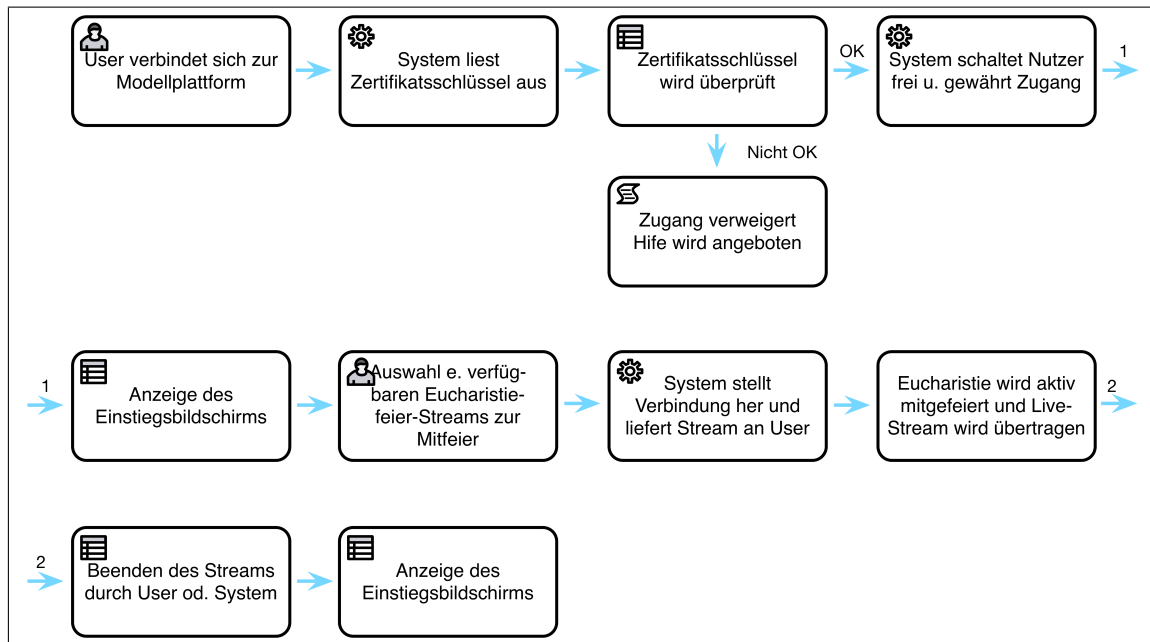 User verbindet sich zur
Modellplattform
System liest
Zertifikatsschlüssel aus
Zertifikatsschlüssel
wird überprüft
OK
System schaltet Nutzer
frei u. gewährt Zugang
1
Nicht OK
Zugang verweigert
Hife wird angeboten
1
Anzeige des
Einstiegsbildschirms
Auswahl e. verfüg-
baren Eucharistie-
feier-Streams zur
Mitfeier
System stellt
Verbindung her und
liefert Stream an User
Eucharistie wird aktiv
mitgefeiert und Live-
Stream wird übertragen
2
2
Beenden des Streams
durch User od. System
Anzeige des
Einstiegsbildschirms